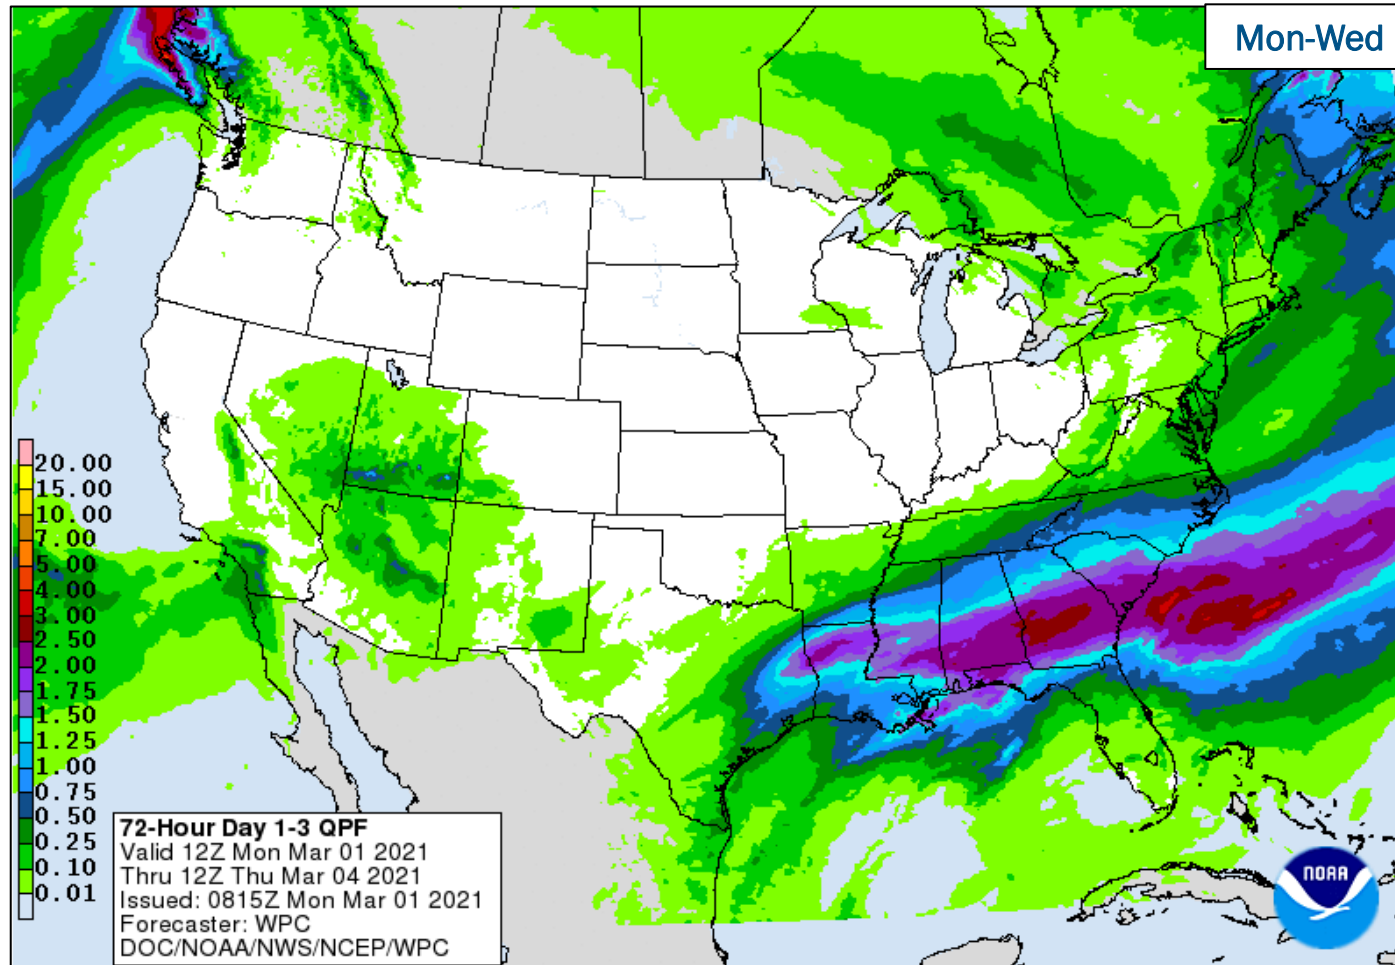 Mon-Wed
20.00
15.00
10.00
7.00
5.00
4.00
3.00
2.50
2.00
1.75
1.50
1.25
1.00
0.75
0.50
0.25
0.10
0.01
72-Hour Day 1-3 QPF
Valid 12Z Mon Mar 01 2021
Thru 12Z Thu Mar 04 2021
Issued: 0815Z Mon Mar 01 2021
Forecaster: WPC
DOC/NOAA/NWS/NCEP/WPC
NOAA